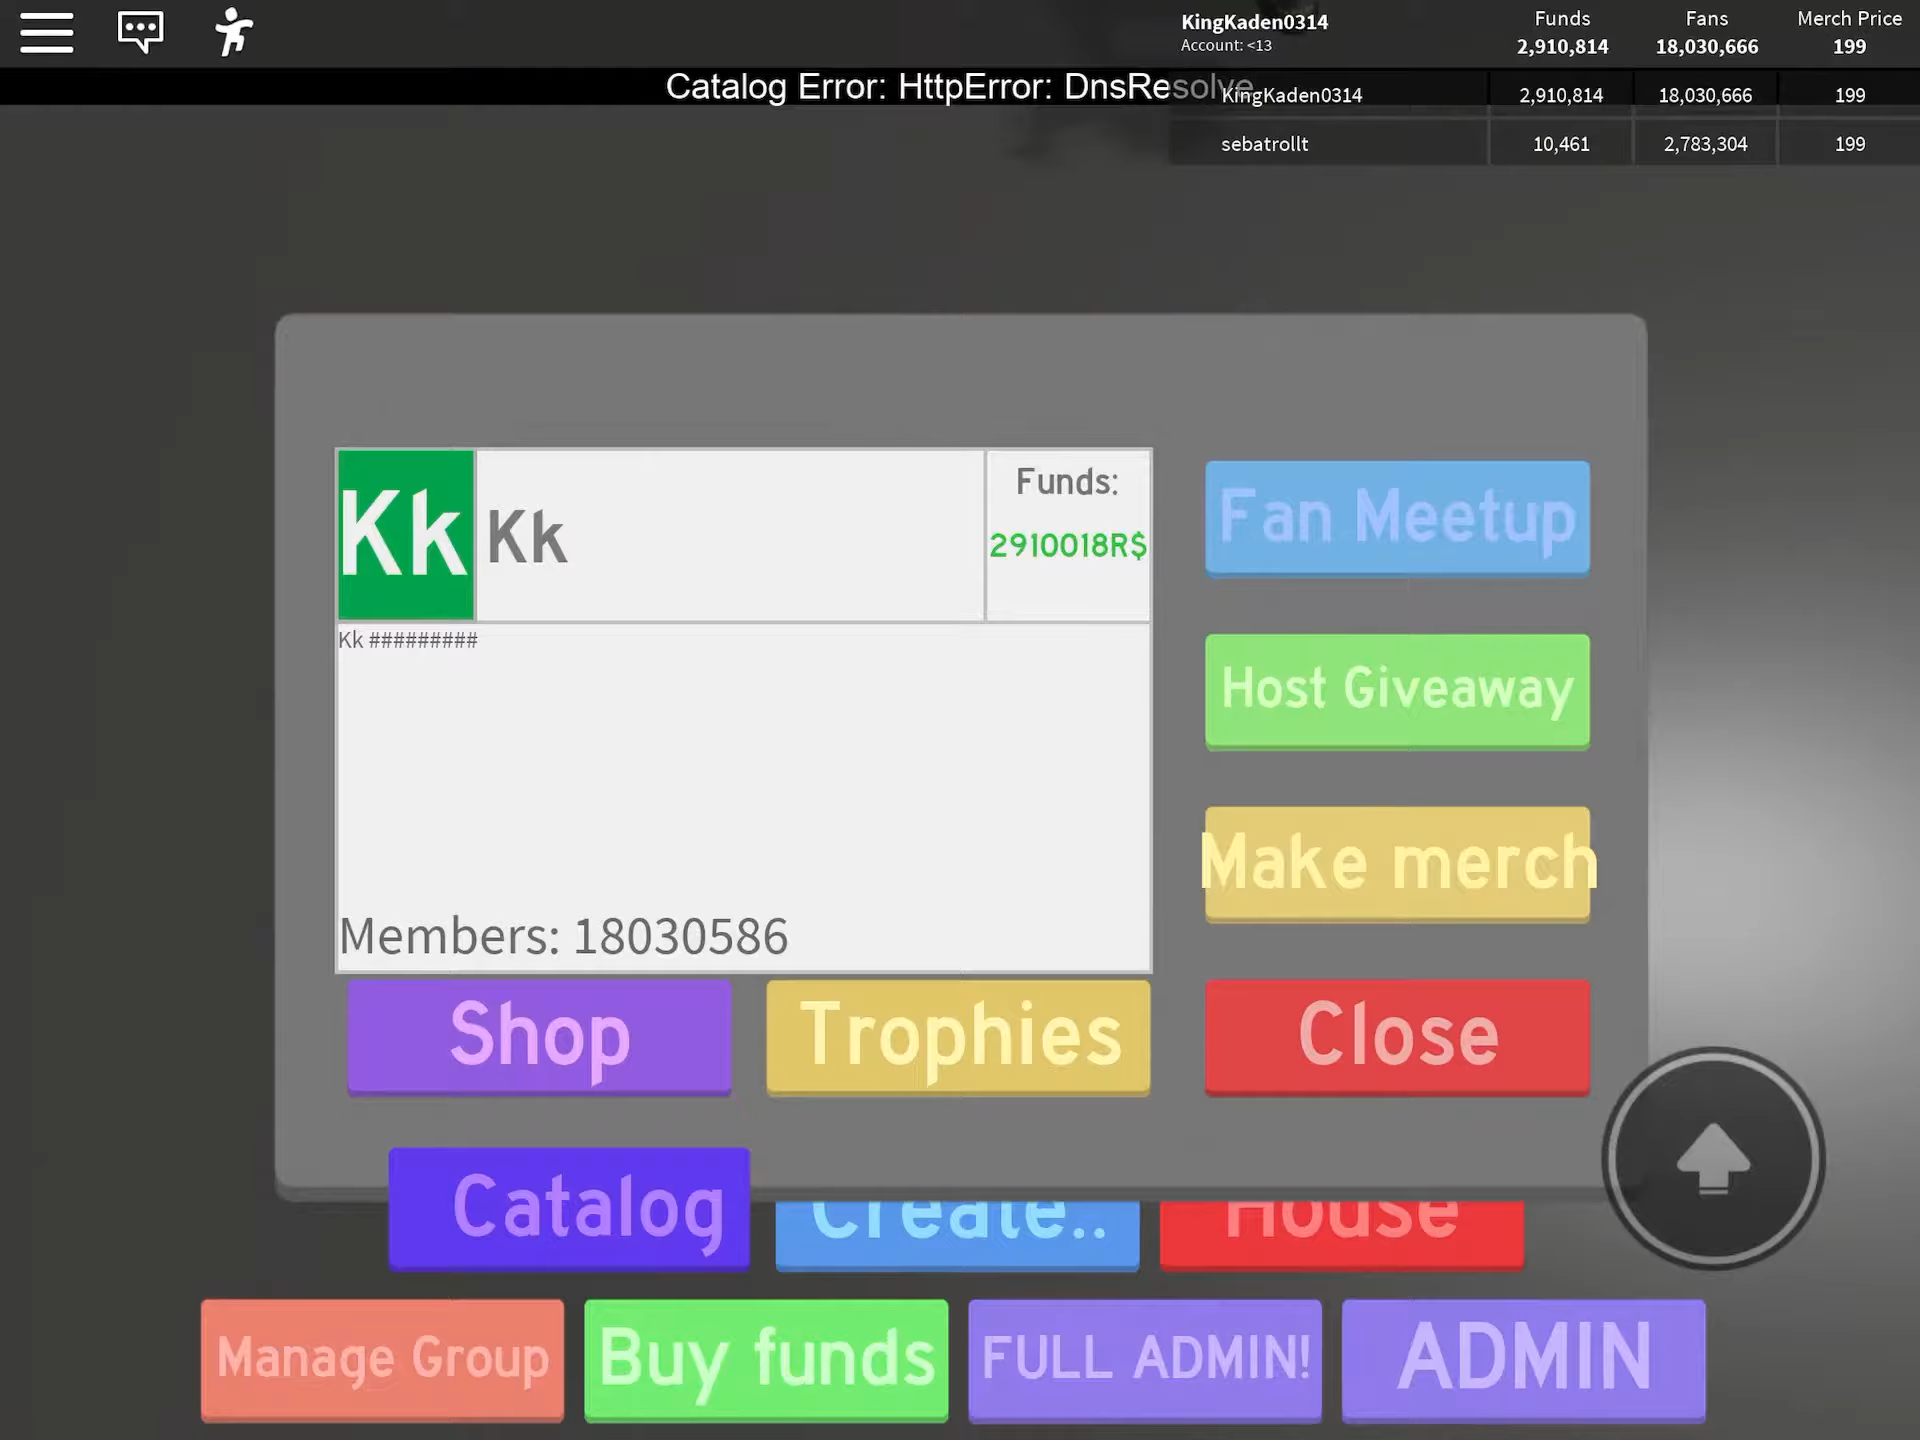 KingKaden0314
Account: <13
Funds
2,910,814
Fans
18,030,666
Merch Price
199
Catalog Error: HttpError: DnsResolve
KingKaden0314 2,910,814 18,030,666 199
sebatrollt 10,461 2,783,304 199
Kk
Kk
Funds:
2910018R$
Kk #########
Members: 18030586
Fan Meetup
Host Giveaway
Make merch
Shop
Trophies
Close
Catalog
Create..
House
Manage Group
Buy funds
FULL ADMIN!
ADMIN